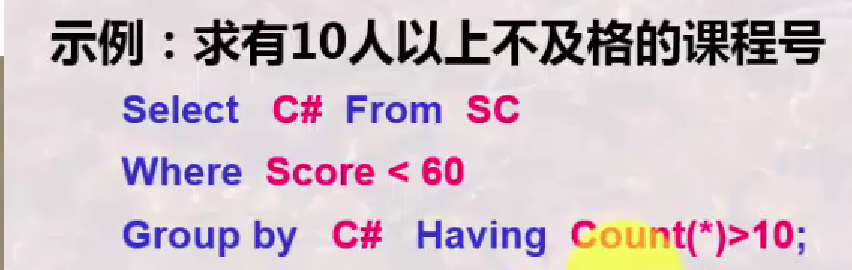 示例：求有10人以上不及格的课程号
Select C# From SC
Where Score < 60
Group by C# Having Count(*)>10;